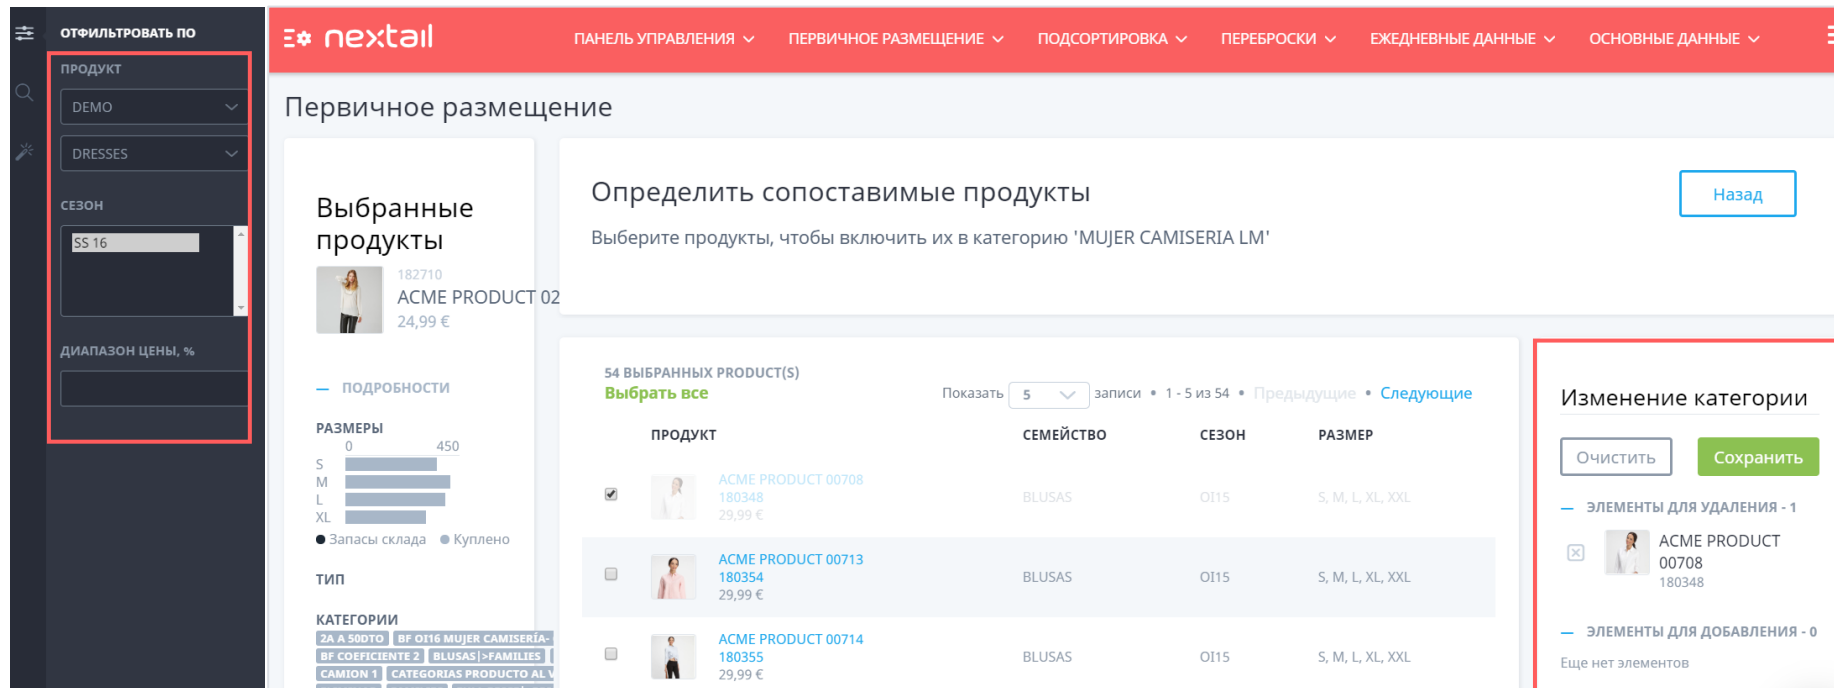 ОТФИЛЬТРОВАТЬ ПО
ПРОДУКТ
DEMO
DRESSES
СЕЗОН
SS 16
ДИАПАЗОН ЦЕНЫ, %
nextail
ПАНЕЛЬ УПРАВЛЕНИЯ
ПЕРВИЧНОЕ РАЗМЕЩЕНИЕ
ПОДСОРТИРОВКА
ПЕРЕБРОСКИ
ЕЖЕДНЕВНЫЕ ДАННЫЕ
ОСНОВНЫЕ ДАННЫЕ
Первичное размещение
Выбранные
продукты
182710
ACME PRODUCT 02
24,99 €
— ПОДРОБНОСТИ
РАЗМЕРЫ
0 450
S
M
L
XL
Запасы склада Куплено
ТИП
КАТЕГОРИИ
2A A 50DTO BF OI16 MUJER CAMISERÍA-
BF COEFICIENTE 2 BLUSAS|>FAMILIES
CAMION 1 CATEGORIAS PRODUCTO AL V
Определить сопоставимые продукты
Назад
Выберите продукты, чтобы включить их в категорию 'MUJER CAMISERIA LM'
54 ВЫБРАННЫХ PRODUCT(S)
Выбрать все
Показать 5 записи • 1 - 5 из 54 • Предыдущие • Следующие
ПРОДУКТ СЕМЕЙСТВО СЕЗОН РАЗМЕР
ACME PRODUCT 00708
180348 BLUSAS OI15 S, M, L, XL, XXL
29,99 €
ACME PRODUCT 00713
180354 BLUSAS OI15 S, M, L, XL, XXL
29,99 €
ACME PRODUCT 00714
180355 BLUSAS OI15 S, M, L, XL, XXL
29,99 €
Изменение категории
Очистить Сохранить
— ЭЛЕМЕНТЫ ДЛЯ УДАЛЕНИЯ - 1
ACME PRODUCT
00708
180348
— ЭЛЕМЕНТЫ ДЛЯ ДОБАВЛЕНИЯ - 0
Еще нет элементов